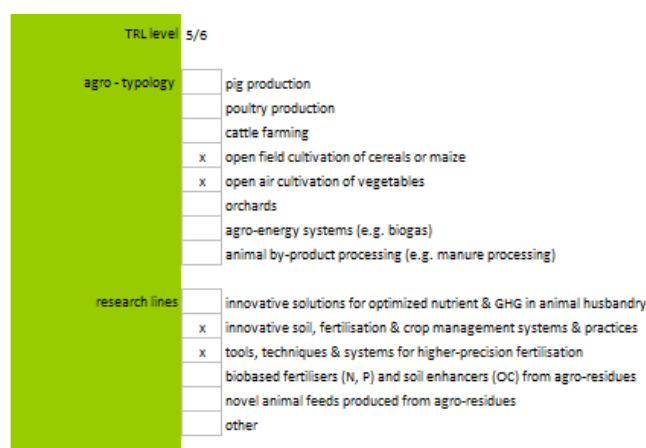 TRL level 5/6
agro - typology pig production
poultry production
cattle farming
x open field cultivation of cereals or maize
x open air cultivation of vegetables
orchards
agro-energy systems (e.g. biogas)
animal by-product processing (e.g. manure processing)
research lines innovative solutions for optimized nutrient & GHG in animal husbandry
x innovative soil, fertilisation & crop management systems & practices
x tools, techniques & systems for higher-precision fertilisation
biobased fertilisers (N, P) and soil enhancers (OC) from agro-residues
novel animal feeds produced from agro-residues
other